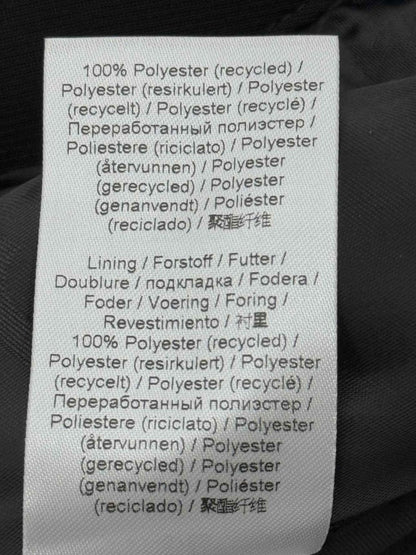 100% Polyester (recycled) /
Polyester (resirkulert) / Polyester
(recycelt) / Polyester (recyclé) /
Переработанный полиэстер /
Poliestere (riciclato) / Polyester
(återvunnen) / Polyester
(gerecycled) / Polyester
(genanvendt) / Poliéster
(reciclado) / 聚酯纤维
Lining / Forstoff / Futter /
Doublure / подкладка / Fodera /
Foder / Voering / Foring /
Revestimiento / 衬里
100% Polyester (recycled) /
Polyester (resirkulert) / Polyester
(recycelt) / Polyester (recyclé) /
Переработанный полиэстер /
Poliestere (riciclato) / Polyester
(återvunnen) / Polyester
(gerecycled) / Polyester
(genanvendt) / Poliéster
(reciclado) / 聚酯纤维